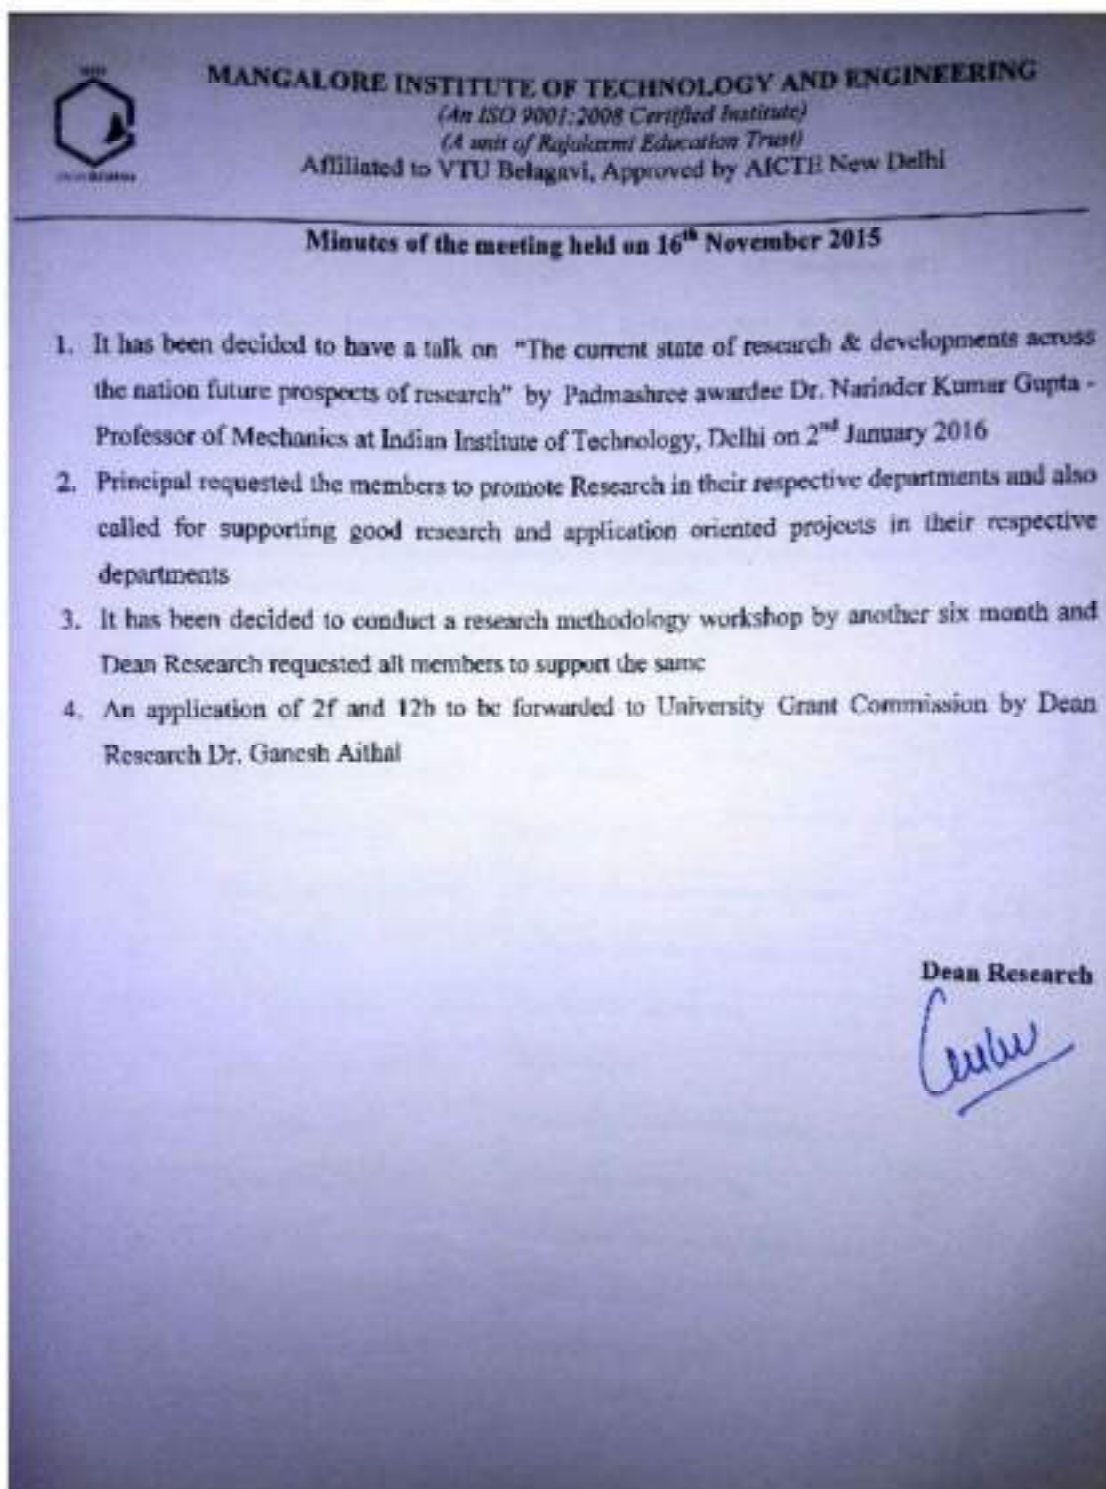 MANGALORE INSTITUTE OF TECHNOLOGY AND ENGINEERING
(An ISO 9001:2008 Certified Institute)
(A unit of Rajalaxmi Education Trust)
Affiliated to VTU Belagavi, Approved by AICTE New Delhi
Minutes of the meeting held on 16th November 2015
1. It has been decided to have a talk on "The current state of research & developments across
the nation future prospects of research" by Padmashree awardee Dr. Narinder Kumar Gupta -
Professor of Mechanics at Indian Institute of Technology, Delhi on 2nd January 2016
2. Principal requested the members to promote Research in their respective departments and also
called for supporting good research and application oriented projects in their respective
departments
3. It has been decided to conduct a research methodology workshop by another six month and
Dean Research requested all members to support the same
4. An application of 2f and 12b to be forwarded to University Grant Commission by Dean
Research Dr. Ganesh Aithal
Dean Research